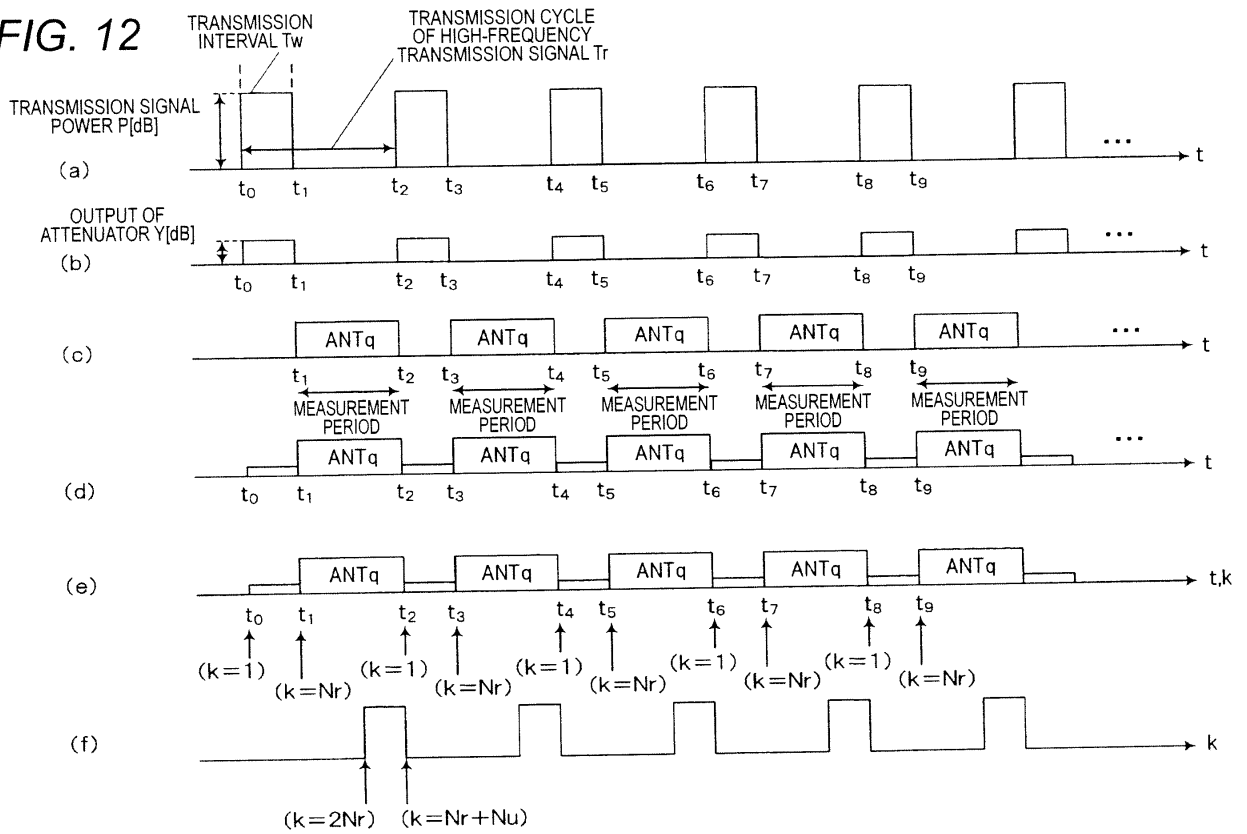 FIG. 12
TRANSMISSION
INTERVAL Tw
TRANSMISSION CYCLE
OF HIGH-FREQUENCY
TRANSMISSION SIGNAL Tr
TRANSMISSION SIGNAL
POWER P[dB]
(a)
t0 t1 t2 t3 t4 t5 t6 t7 t8 t9 ... t
OUTPUT OF
ATTENUATOR Y[dB]
(b)
t0 t1 t2 t3 t4 t5 t6 t7 t8 t9 ... t
(c)
ANTq ANTq ANTq ANTq ANTq ... t
t1 t2 t3 t4 t5 t6 t7 t8 t9
MEASUREMENT PERIOD MEASUREMENT PERIOD MEASUREMENT PERIOD MEASUREMENT PERIOD MEASUREMENT PERIOD
(d)
ANTq ANTq ANTq ANTq ANTq ... t
t0 t1 t2 t3 t4 t5 t6 t7 t8 t9
(e)
ANTq ANTq ANTq ANTq ANTq t,k
t0 t1 t2 t3 t4 t5 t6 t7 t8 t9
(k=1) (k=1) (k=1) (k=1) (k=1)
(k=Nr) (k=Nr) (k=Nr) (k=Nr) (k=Nr)
(f)
k
(k=2Nr) (k=Nr+Nu)